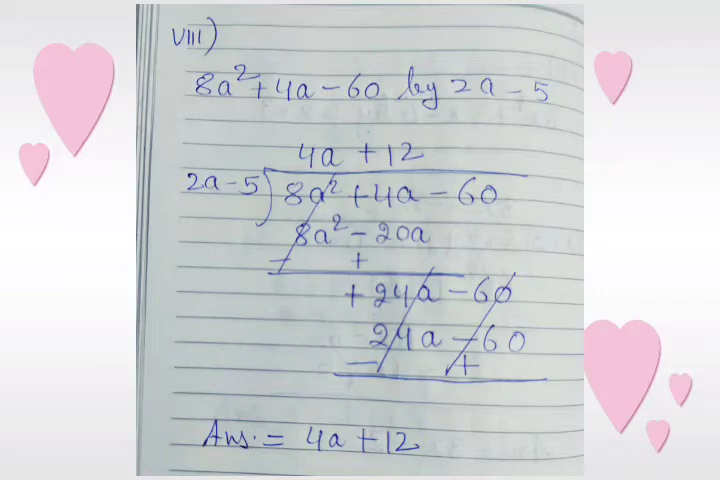 VIII)
8a²+4a-60 by 2a-5
4a+12
2a-5)8a²+4a-60
8a²-20a
- +
+24a-60
24a-60
- +
Ans.=4a+12